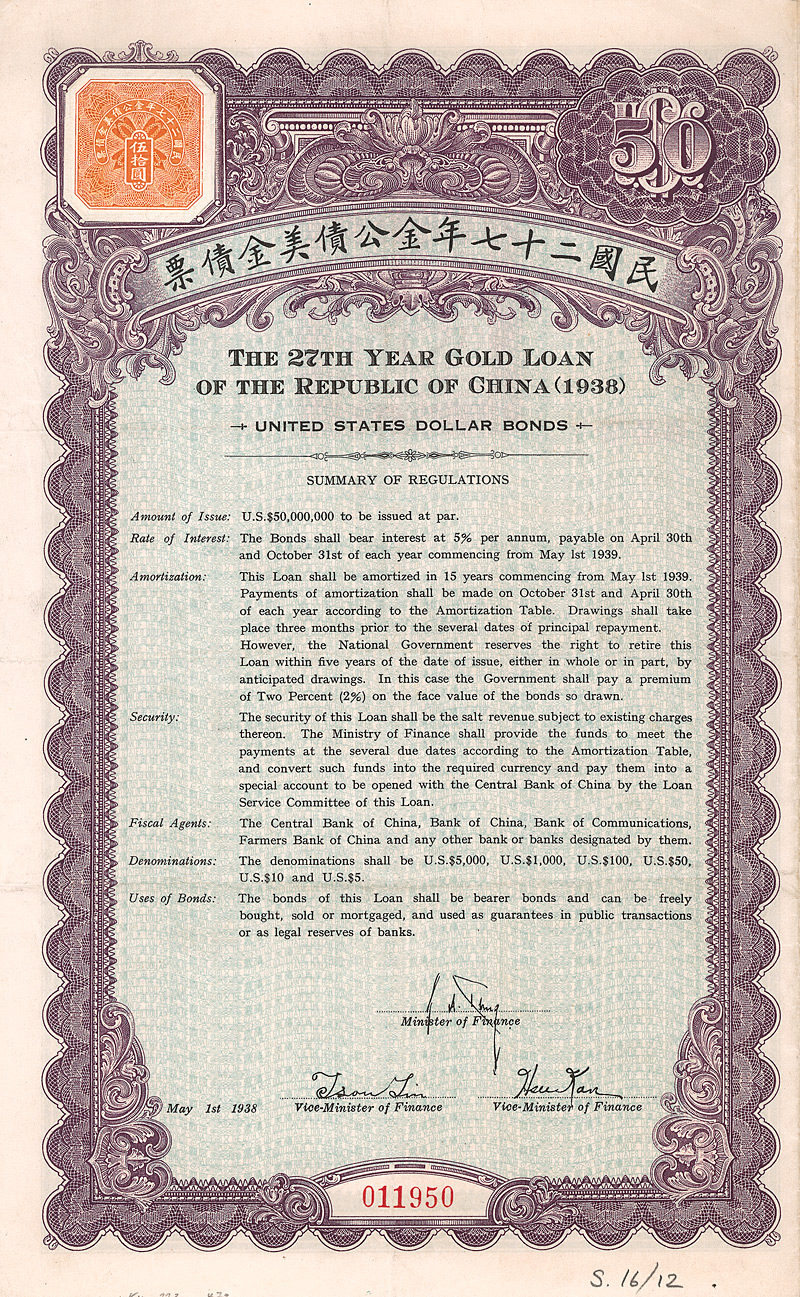 民國二十七年金公債美金債票
伍拾圓
$50
民國二十七年金公債美金債票
THE 27TH YEAR GOLD LOAN
OF THE REPUBLIC OF CHINA (1938)
UNITED STATES DOLLAR BONDS
SUMMARY OF REGULATIONS
Amount of Issue: U.S.$50,000,000 to be issued at par.
Rate of Interest: The Bonds shall bear interest at 5% per annum, payable on April 30th
and October 31st of each year commencing from May 1st 1939.
Amortization: This Loan shall be amortized in 15 years commencing from May 1st 1939.
Payments of amortization shall be made on October 31st and April 30th
of each year according to the Amortization Table. Drawings shall take
place three months prior to the several dates of principal repayment.
However, the National Government reserves the right to retire this
Loan within five years of the date of issue, either in whole or in part, by
anticipated drawings. In this case the Government shall pay a premium
of Two Percent (2%) on the face value of the bonds so drawn.
Security: The security of this Loan shall be the salt revenue subject to existing charges
thereon. The Ministry of Finance shall provide the funds to meet the
payments at the several due dates according to the Amortization Table,
and convert such funds into the required currency and pay them into a
special account to be opened with the Central Bank of China by the Loan
Service Committee of this Loan.
Fiscal Agents: The Central Bank of China, Bank of China, Bank of Communications,
Farmers Bank of China and any other bank or banks designated by them.
Denominations: The denominations shall be U.S.$5,000, U.S.$1,000, U.S.$100, U.S.$50,
U.S.$10 and U.S.$5.
Uses of Bonds: The bonds of this Loan shall be bearer bonds and can be freely
bought, sold or mortgaged, and used as guarantees in public transactions
or as legal reserves of banks.
Minister of Finance
Tsou Lin Hsu Kan
May 1st 1938 Vice-Minister of Finance Vice-Minister of Finance
011950
S. 16/12 .